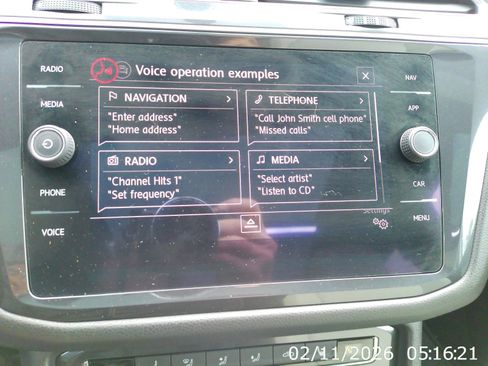 RADIO
MEDIA
PHONE
VOICE
Voice operation examples
NAVIGATION
"Enter address"
"Home address"
TELEPHONE
"Call John Smith cell phone"
"Missed calls"
RADIO
"Channel Hits 1"
"Set frequency"
MEDIA
"Select artist"
"Listen to CD"
Settings
NAV
APP
CAR
MENU
02/11/2026 05:16:21